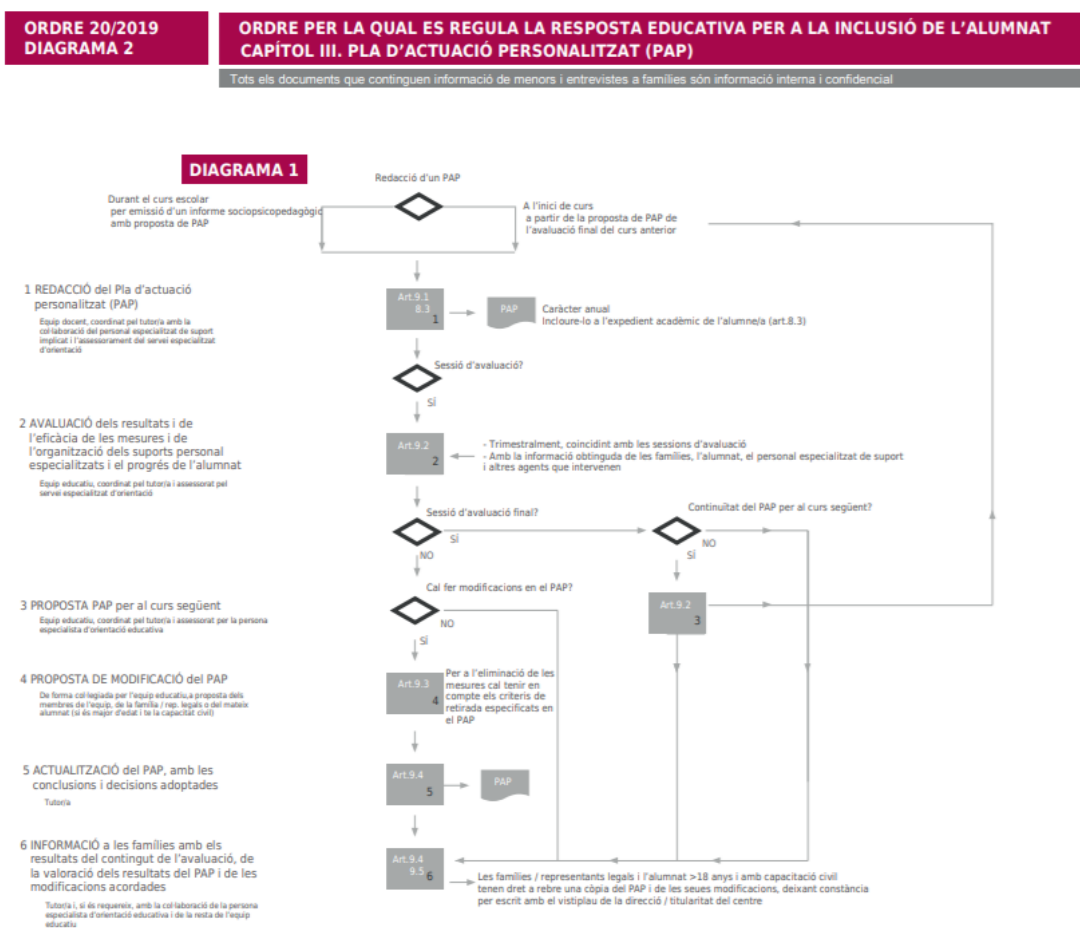 ORDRE 20/2019
DIAGRAMA 2
ORDRE PER LA QUAL ES REGULA LA RESPOSTA EDUCATIVA PER A LA INCLUSIÓ DE L’ALUMNAT
CAPÍTOL III. PLA D’ACTUACIÓ PERSONALITZAT (PAP)
Tots els documents que continguen informació de menors i entrevistes a famílies són informació interna i confidencial
DIAGRAMA 1
Redacció d’un PAP
Durant el curs escolar
per emissió d’un informe sociopsicopedagògic
amb proposta de PAP
A l’inici de curs
a partir de la proposta de PAP de
l’avaluació final del curs anterior
1 REDACCIÓ del Pla d’actuació
personalitzat (PAP)
Equip docent, coordinat pel tutor/a amb la
col·laboració del personal especialitzat de suport
implicat i l’assessorament del servei especialitzat
d’orientació
Art.9.1
8.3
1
PAP
Caràcter anual
Incloure-lo a l’expedient acadèmic de l’alumne/a (art.8.3)
Sessió d’avaluació?
SÍ
2 AVALUACIÓ dels resultats i de
l’eficàcia de les mesures i de
l’organització dels suports personal
especialitzats i el progrés de l’alumnat
Equip educatiu, coordinat pel tutor/a i assessorat pel
servei especialitzat d’orientació
Art.9.2
2
- Trimestralment, coincidint amb les sessions d’avaluació
- Amb la informació obtinguda de les famílies, l’alumnat, el personal especialitzat de suport
i altres agents que intervenen
Sessió d’avaluació final?
SÍ
NO
Continuïtat del PAP per al curs següent?
NO
SÍ
Cal fer modificacions en el PAP?
NO
SÍ
3 PROPOSTA PAP per al curs següent
Equip educatiu, coordinat pel tutor/a i assessorat per la persona
especialista d’orientació educativa
Art.9.2
3
4 PROPOSTA DE MODIFICACIÓ del PAP
De forma col·legiada per l’equip educatiu,a proposta dels
membres de l’equip, de la família / rep. legals o del mateix
alumnat (si és major d’edat i te la capacitat civil)
Art.9.3
4
Per a l’eliminació de les
mesures cal tenir en
compte els criteris de
retirada especificats en
el PAP
5 ACTUALITZACIÓ del PAP, amb les
conclusions i decisions adoptades
Tutor/a
Art.9.4
5
PAP
6 INFORMACIÓ a les famílies amb els
resultats del contingut de l’avaluació, de
la valoració dels resultats del PAP i de les
modificacions acordades
Tutor/a i, si és requereix, amb la col·laboració de la persona
especialista d’orientació educativa i de la resta de l’equip
educatiu
Art.9.4
9.5
6
Les famílies / representants legals i l’alumnat >18 anys i amb capacitació civil
tenen dret a rebre una còpia del PAP i de les seues modificacions, deixant constància
per escrit amb el vistiplau de la direcció / titularitat del centre